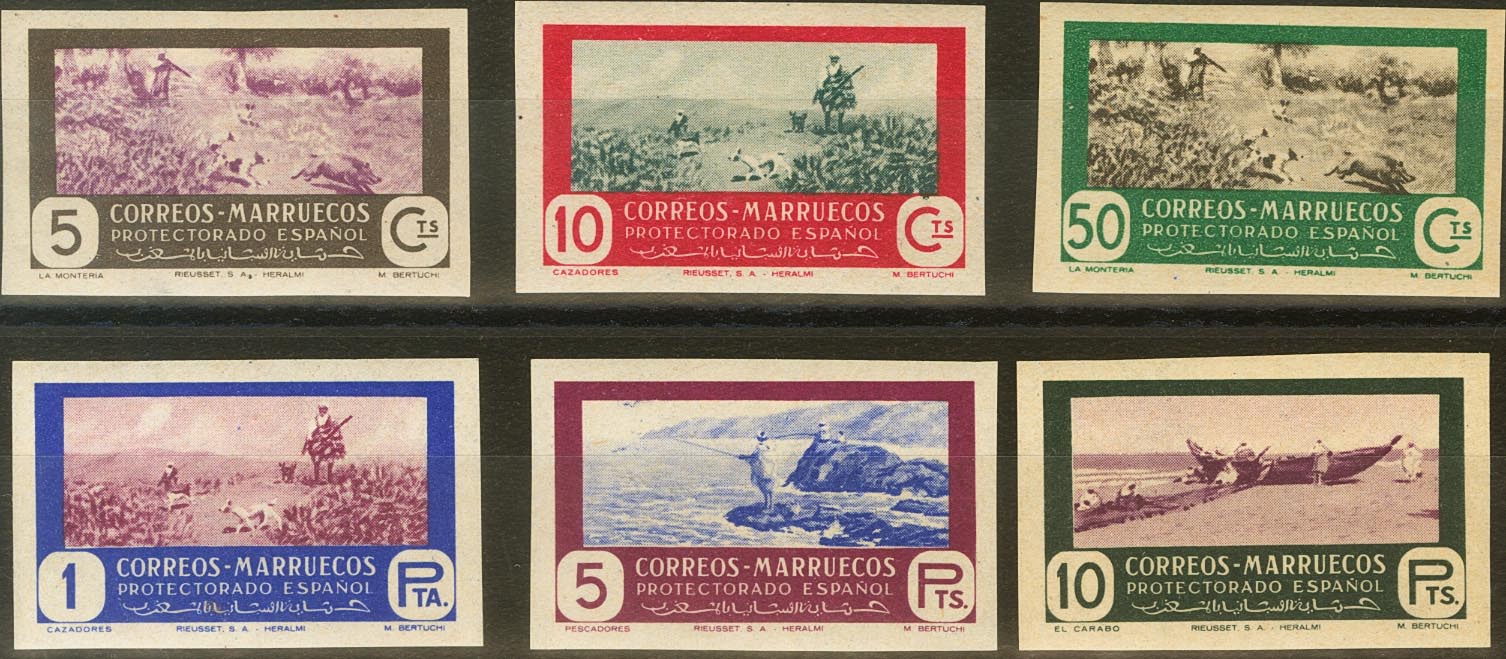 5
CORREOS-MARRUECOS
PROTECTORADO ESPAÑOL
CTS
LA MONTERIA RIEUSSET, S. A. - HERALMI M. BERTUCHI
10
CORREOS-MARRUECOS
PROTECTORADO ESPAÑOL
CTS
CAZADORES RIEUSSET, S. A. - HERALMI M. BERTUCHI
50
CORREOS-MARRUECOS
PROTECTORADO ESPAÑOL
CTS
LA MONTERIA RIEUSSET, S. A. - HERALMI M. BERTUCHI
1
CORREOS-MARRUECOS
PROTECTORADO ESPAÑOL
PTA.
CAZADORES RIEUSSET, S. A. - HERALMI M. BERTUCHI
5
CORREOS-MARRUECOS
PROTECTORADO ESPAÑOL
PTS.
PESCADORES RIEUSSET, S. A. - HERALMI M. BERTUCHI
10
CORREOS-MARRUECOS
PROTECTORADO ESPAÑOL
PTS.
EL CARABO RIEUSSET, S. A. - HERALMI M. BERTUCHI